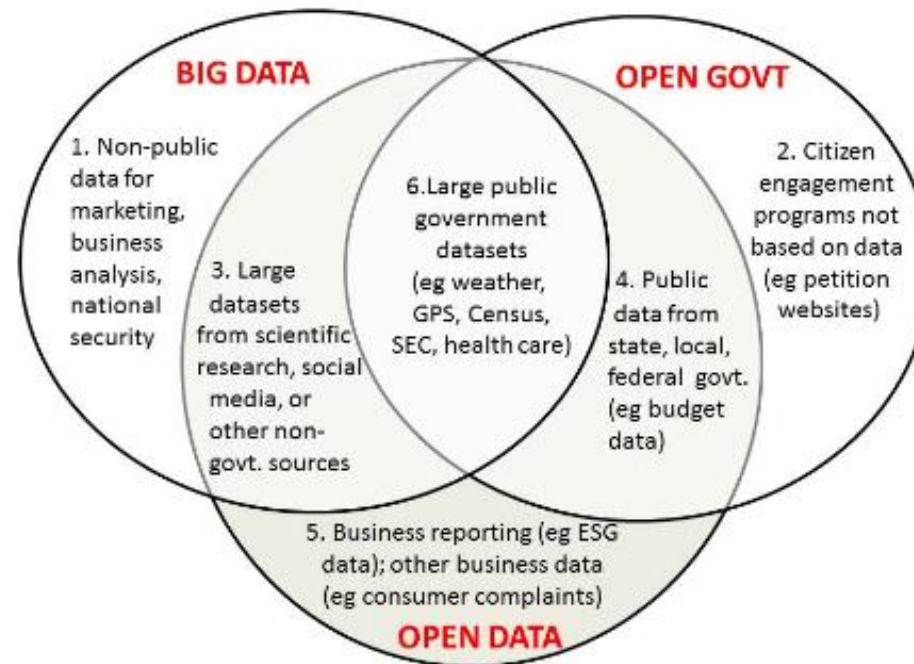 BIG DATA
OPEN GOVT
1. Non-public
data for
marketing,
business
analysis,
national
security
2. Citizen
engagement
programs not
based on data
(eg petition
websites)
6.Large public
government
datasets
(eg weather,
GPS, Census,
SEC, health care)
3. Large
datasets
from scientific
research, social
media, or
other non-
govt. sources
4. Public
data from
state, local,
federal govt.
(eg budget
data)
5. Business reporting (eg ESG
data); other business data
(eg consumer complaints)
OPEN DATA